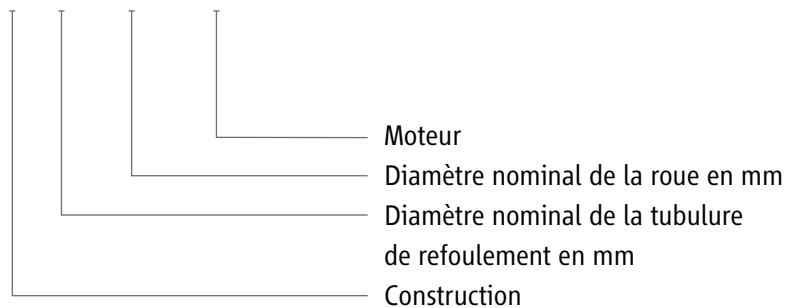 Moteur
Diamètre nominal de la roue en mm
Diamètre nominal de la tubulure
de refoulement en mm
Construction